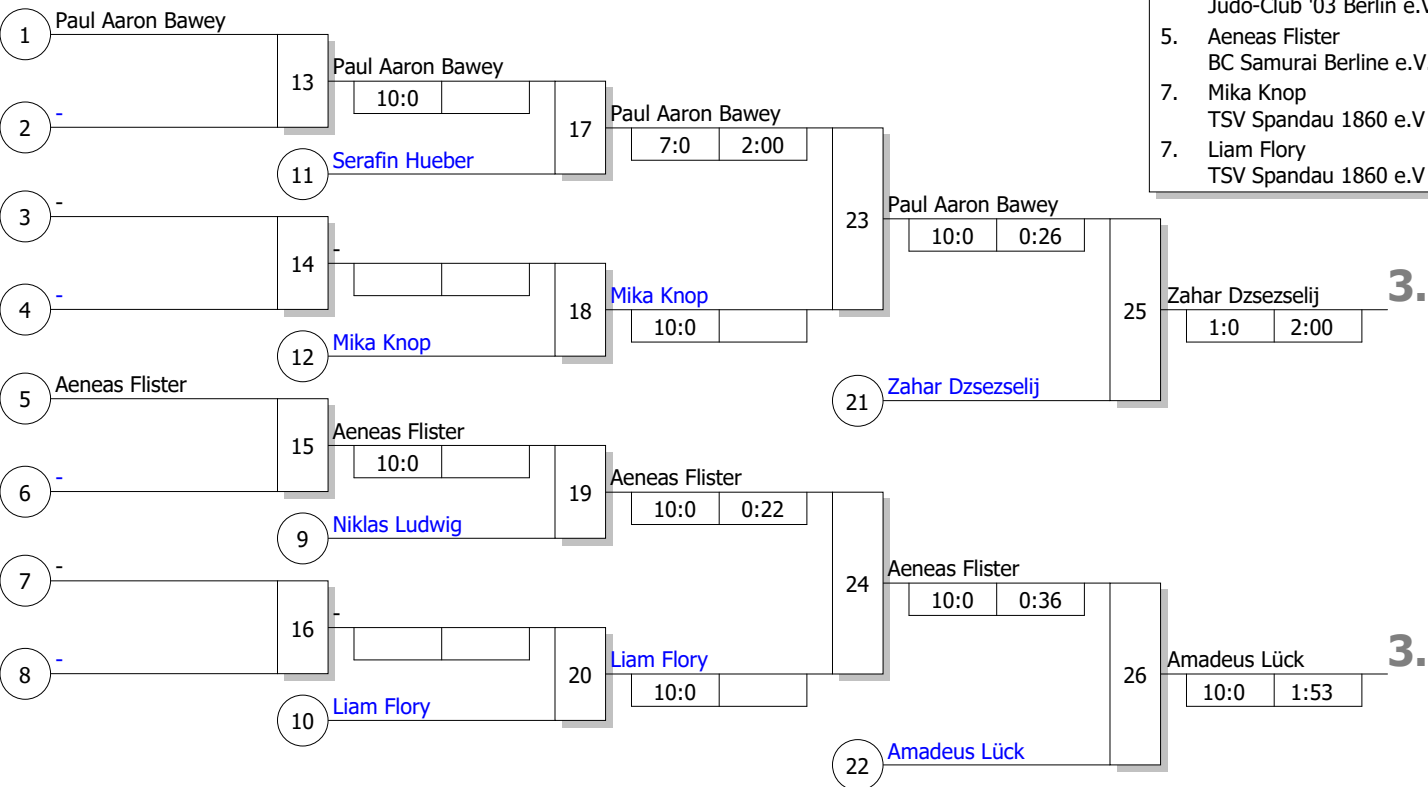 Judo-Club '03 Berlin e.V
5. Aeneas Flister
BC Samurai Berline e.V
7. Mika Knop
TSV Spandau 1860 e.V
7. Liam Flory
TSV Spandau 1860 e.V
1 Paul Aaron Bawey
13 Paul Aaron Bawey
10:0
2 -
17 Paul Aaron Bawey
7:0 2:00
11 Serafin Hueber
3 -
23 Paul Aaron Bawey
10:0 0:26
14 -
4 -
18 Mika Knop
10:0
12 Mika Knop
25 Zahar Dzsezselij 3.
1:0 2:00
5 Aeneas Flister
21 Zahar Dzsezselij
15 Aeneas Flister
10:0
6 -
19 Aeneas Flister
10:0 0:22
9 Niklas Ludwig
7 -
24 Aeneas Flister
10:0 0:36
16 -
8 -
20 Liam Flory
10:0
10 Liam Flory
26 Amadeus Lück 3.
10:0 1:53
22 Amadeus Lück